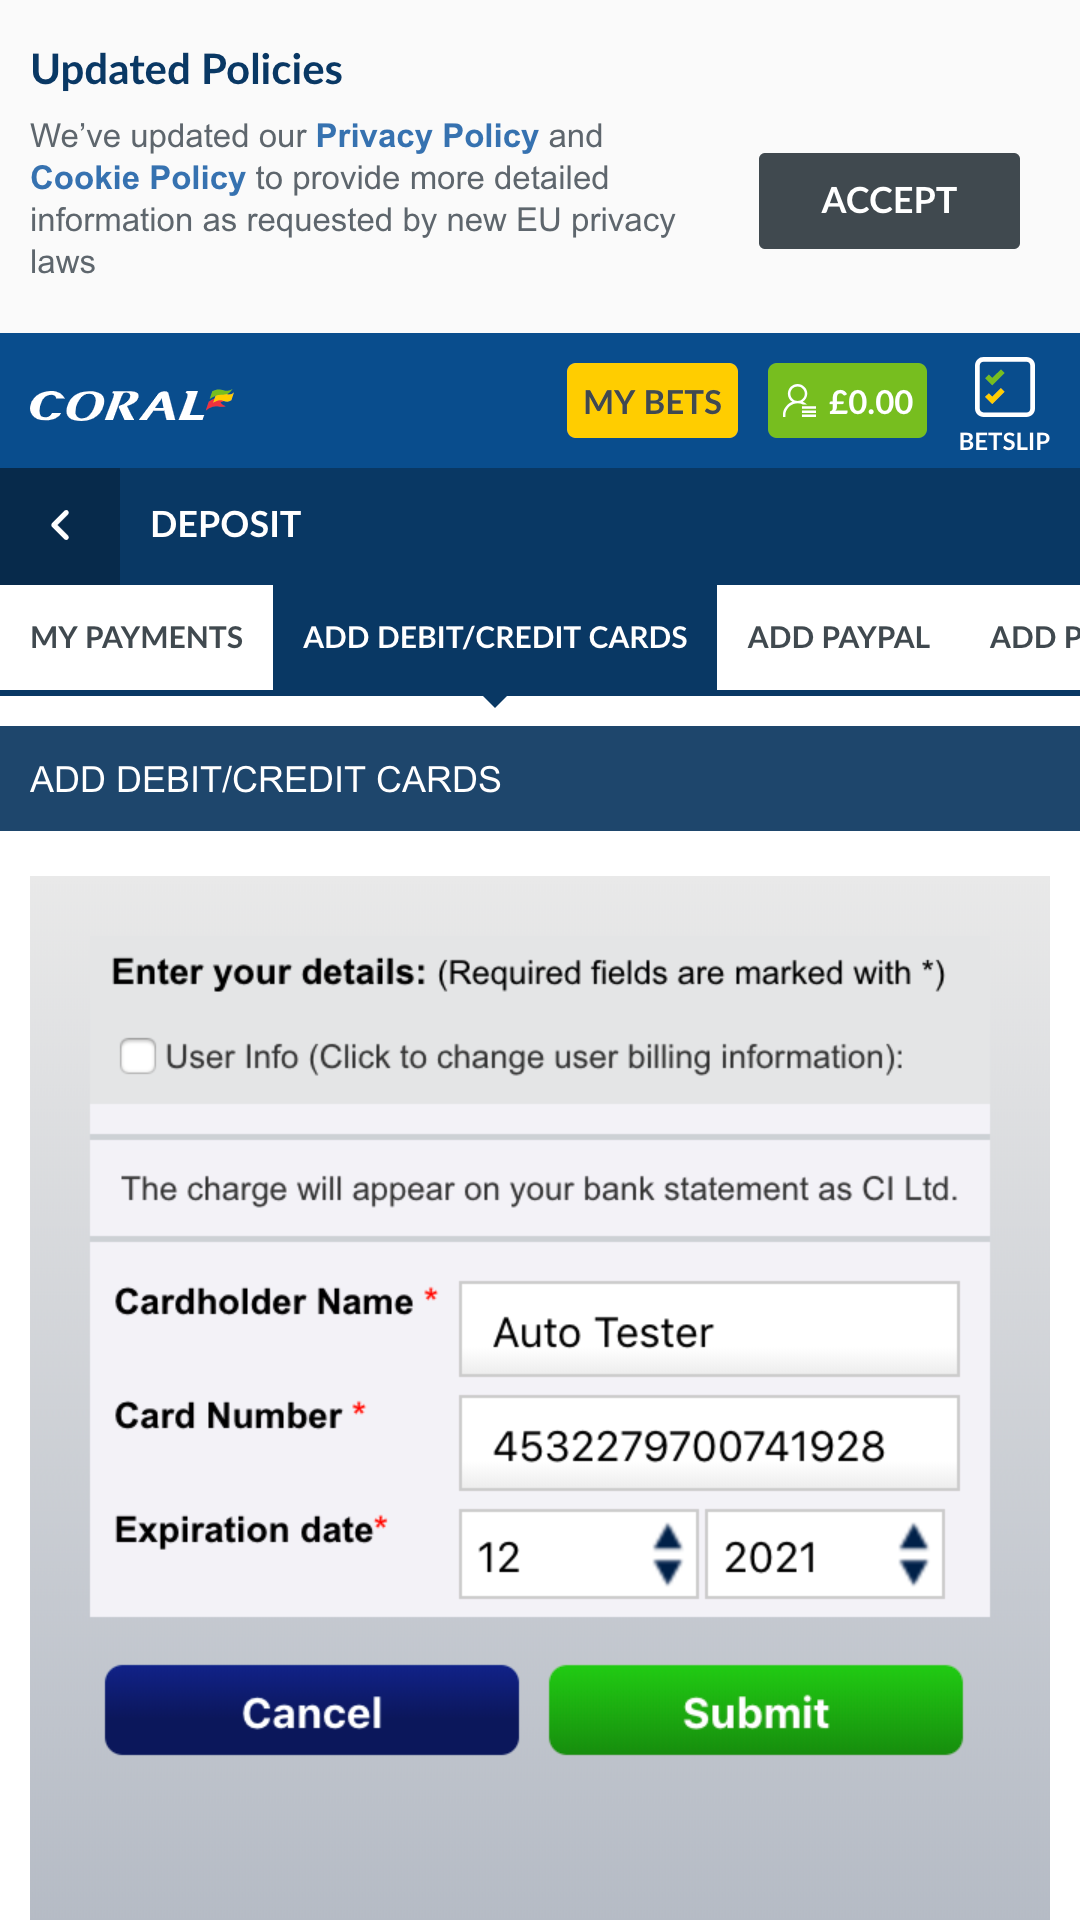 Updated Policies
We’ve updated our Privacy Policy and
Cookie Policy to provide more detailed
information as requested by new EU privacy
laws
ACCEPT
CORAL
MY BETS
£0.00
BETSLIP
DEPOSIT
MY PAYMENTS
ADD DEBIT/CREDIT CARDS
ADD PAYPAL
ADD P
ADD DEBIT/CREDIT CARDS
Enter your details: (Required fields are marked with *)
User Info (Click to change user billing information):
The charge will appear on your bank statement as CI Ltd.
Cardholder Name *
Auto Tester
Card Number *
4532279700741928
Expiration date*
12
2021
Cancel
Submit